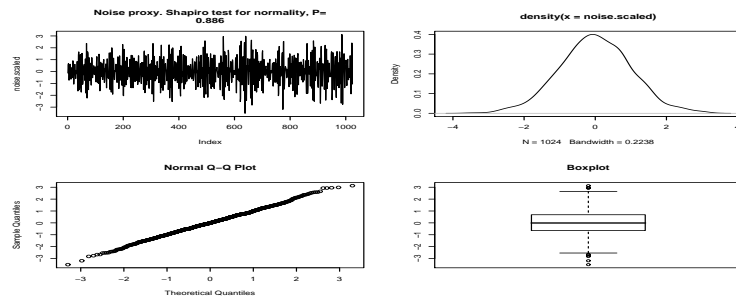 Noise proxy. Shapiro test for normality, P=
0.886
noise.scaled
3
2
1
0
−1
−2
−3
0 200 400 600 800 1000
Index
density(x = noise.scaled)
Density
0.4
0.3
0.2
0.1
0.0
−4 −2 0 2 4
N = 1024 Bandwidth = 0.2238
Normal Q−Q Plot
Sample Quantiles
3
2
1
0
−1
−2
−3
−3 −2 −1 0 1 2 3
Theoretical Quantiles
Boxplot
3
2
1
0
−1
−2
−3